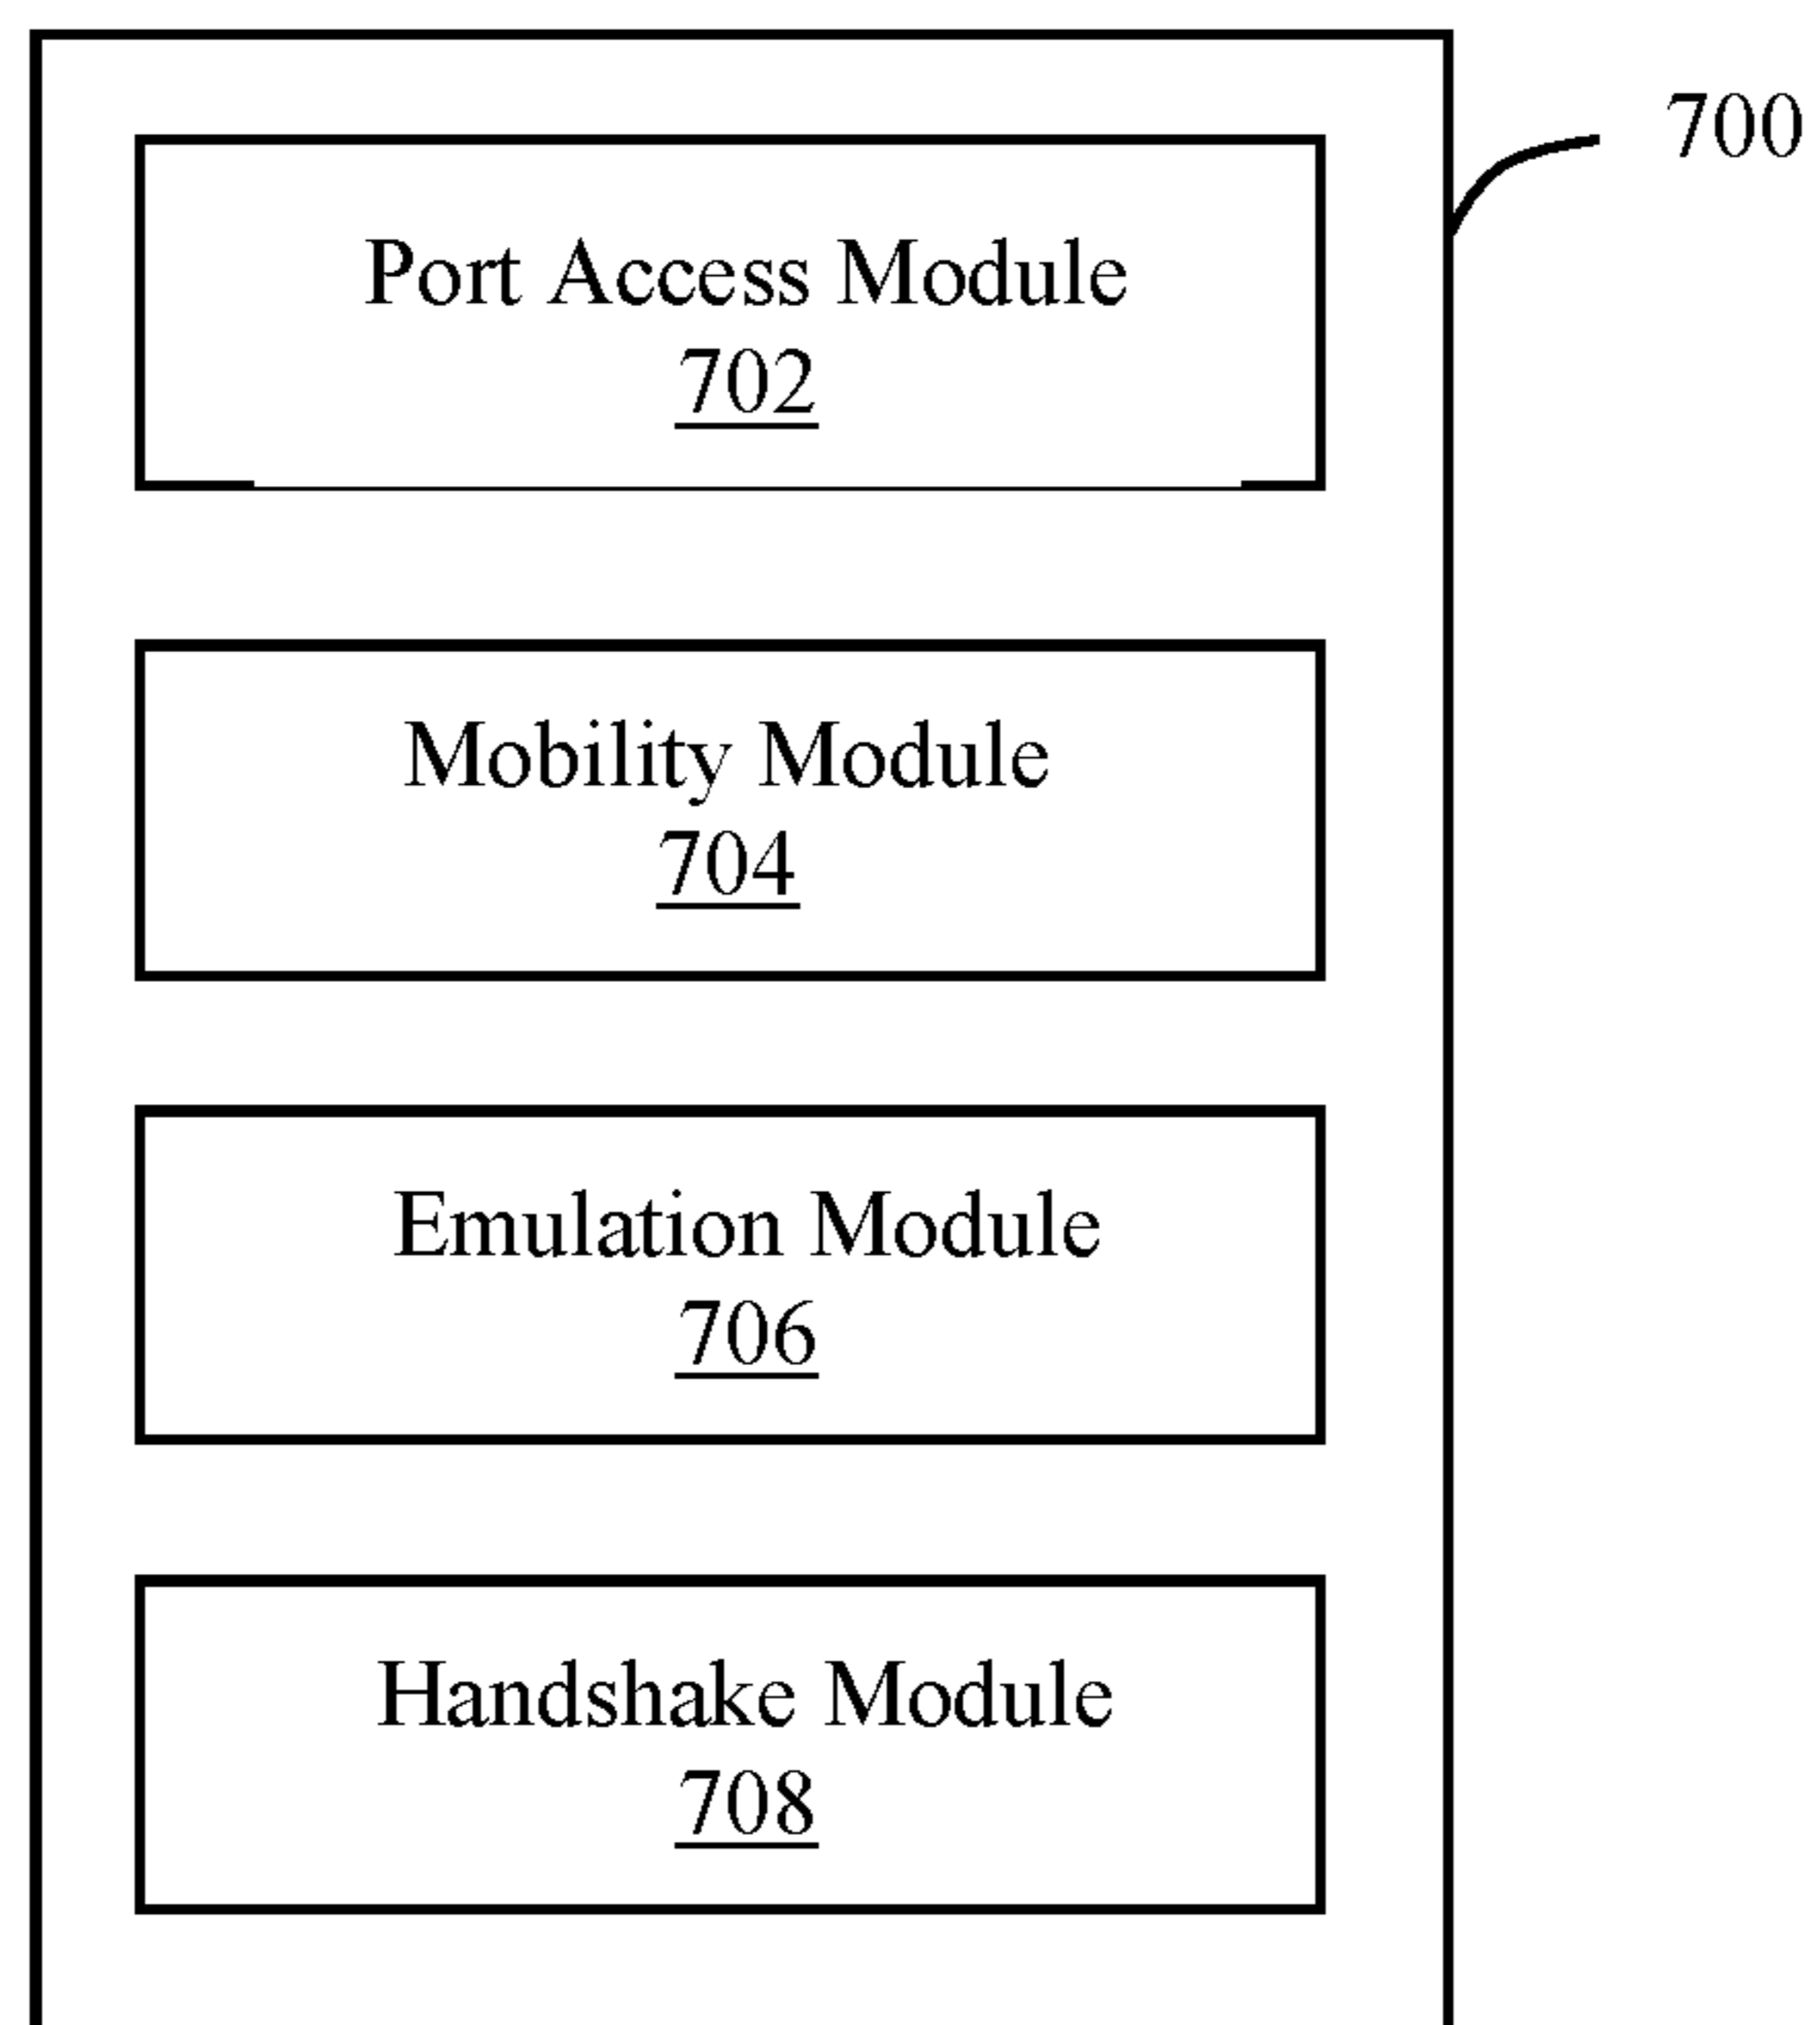 700
Port Access Module
702
Mobility Module
704
Emulation Module
706
Handshake Module
708